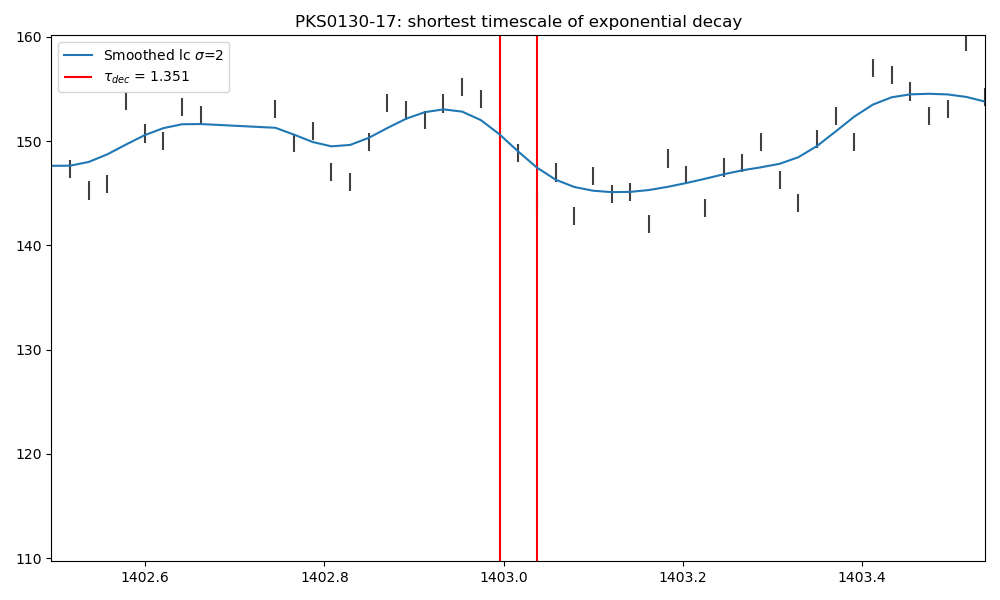 PKS0130-17: shortest timescale of exponential decay
Smoothed lc σ=2
τ_dec = 1.351
160
150
140
130
120
110
1402.6 1402.8 1403.0 1403.2 1403.4